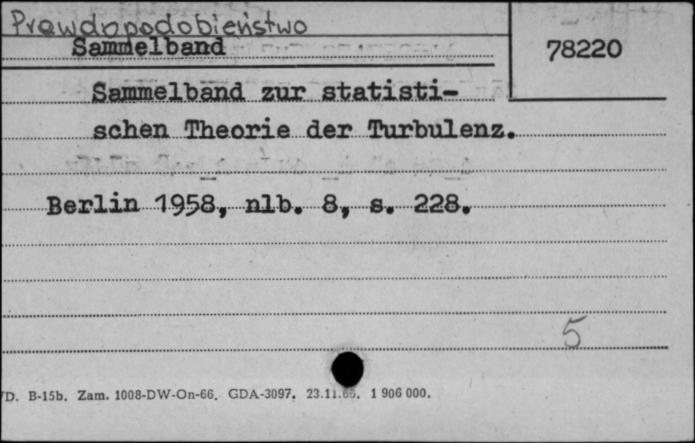 Prawdopodobieństwo
Sammelband
78220
Sammelband zur statisti-
schen Theorie der Turbulenz.
Berlin 1958, nlb. 8, s. 228.
5
D. B-15b. Zam. 1008-DW-On-66. GDA-3097. 23.11.66. 1 906 000.